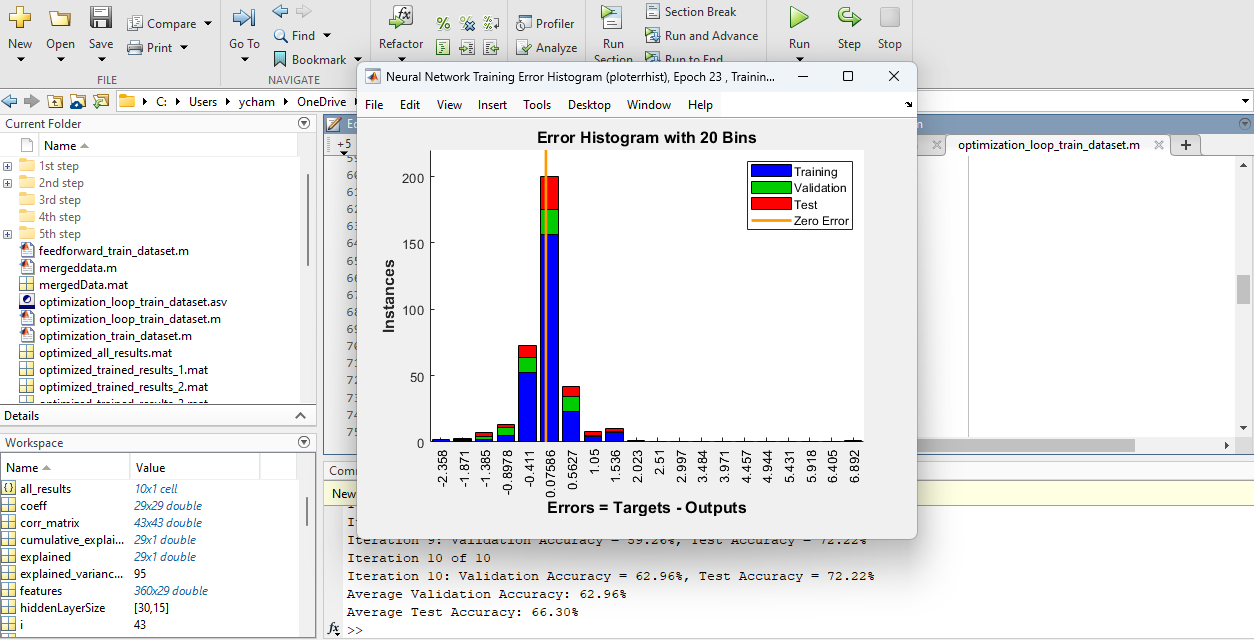 New
Open
Save
Compare
Print
FILE
Go To
Find
Bookmark
NAVIGATE
Refactor
Profiler
Analyze
Run
Section
Section Break
Run and Advance
Run to End
Run
Step
Stop
C: Users ycham OneDrive
Current Folder
Name
1st step
2nd step
3rd step
4th step
5th step
feedforward_train_dataset.m
mergeddata.m
mergedData.mat
optimization_loop_train_dataset.asv
optimization_loop_train_dataset.m
optimization_train_dataset.m
optimized_all_results.mat
optimized_trained_results_1.mat
optimized_trained_results_2.mat
optimized_trained_results_3.mat
Details
Workspace
Name Value
all_results 10x1 cell
coeff 29x29 double
corr_matrix 43x43 double
cumulative_explai... 29x1 double
explained 29x1 double
explained_varianc... 95
features 360x29 double
hiddenLayerSize [30,15]
i 43
+5
optimization_loop_train_dataset.m
Neural Network Training Error Histogram (ploterrhist), Epoch 23 , Trainin...
File Edit View Insert Tools Desktop Window Help
Error Histogram with 20 Bins
Training
Validation
Test
Zero Error
Instances
200
150
100
50
0
-2.358
-1.871
-1.385
-0.8978
-0.411
0.07586
0.5627
1.05
1.536
2.023
2.51
2.997
3.484
3.971
4.457
4.944
5.431
5.918
6.405
6.892
Errors = Targets - Outputs
New
Iteration 9: Validation Accuracy = 59.26%, Test Accuracy = 72.22%
Iteration 10 of 10
Iteration 10: Validation Accuracy = 62.96%, Test Accuracy = 72.22%
Average Validation Accuracy: 62.96%
Average Test Accuracy: 66.30%
fx >>